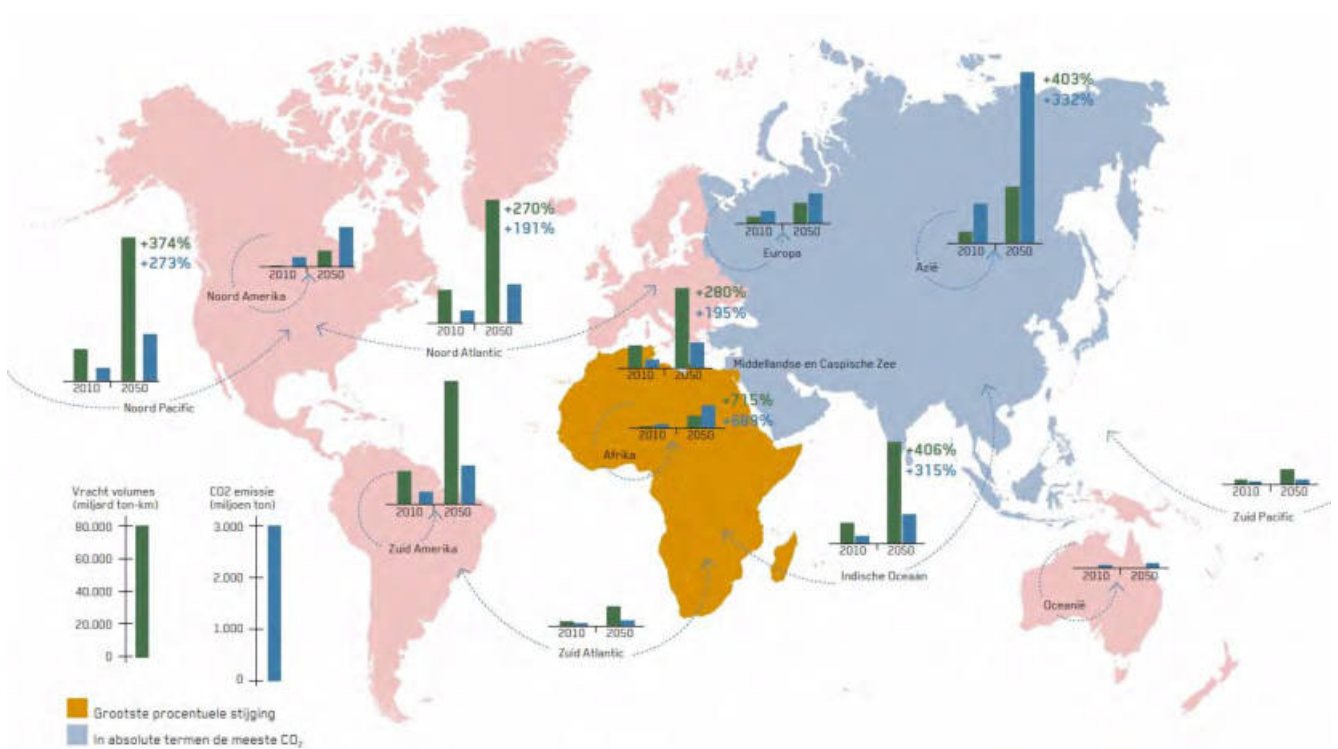 +403%
+332%
+270%
+191%
+374%
+273%
2010 2050
Noord Amerika
2010 2050
Europa
2010 2050
Azië
+280%
+195%
2010 2050
Noord Atlantic
2010 2050
Middellandse en Caspische Zee
2010 2050
Noord Pacific
+715%
+689%
2010 2050
Afrika
+406%
+315%
2010 2050
Zuid Amerika
2010 2050
Zuid Pacific
2010 2050
Indische Oceaan
2010 2050
Oceanië
2010 2050
Zuid Atlantic
Vracht volumes
(miljard ton-km)
80.000
60.000
40.000
20.000
0
CO2 emissie
(miljoen ton)
3.000
2.000
1.000
0
Grootste procentuele stijging
In absolute termen de meeste CO₂